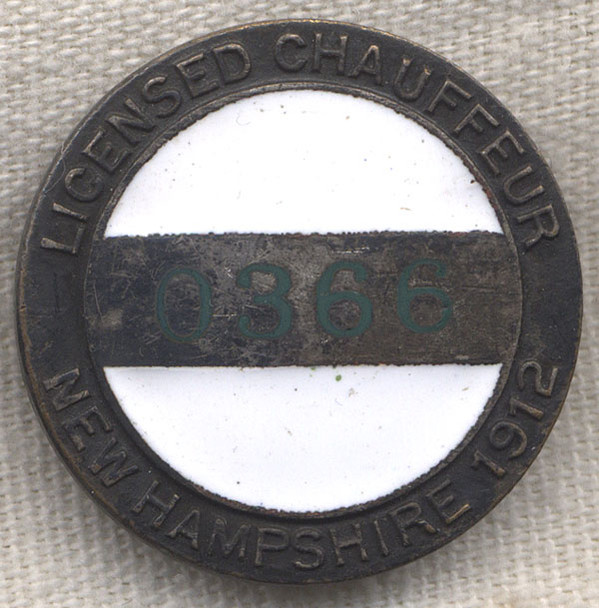 LICENSED CHAUFFEUR
0366
NEW HAMPSHIRE 1912